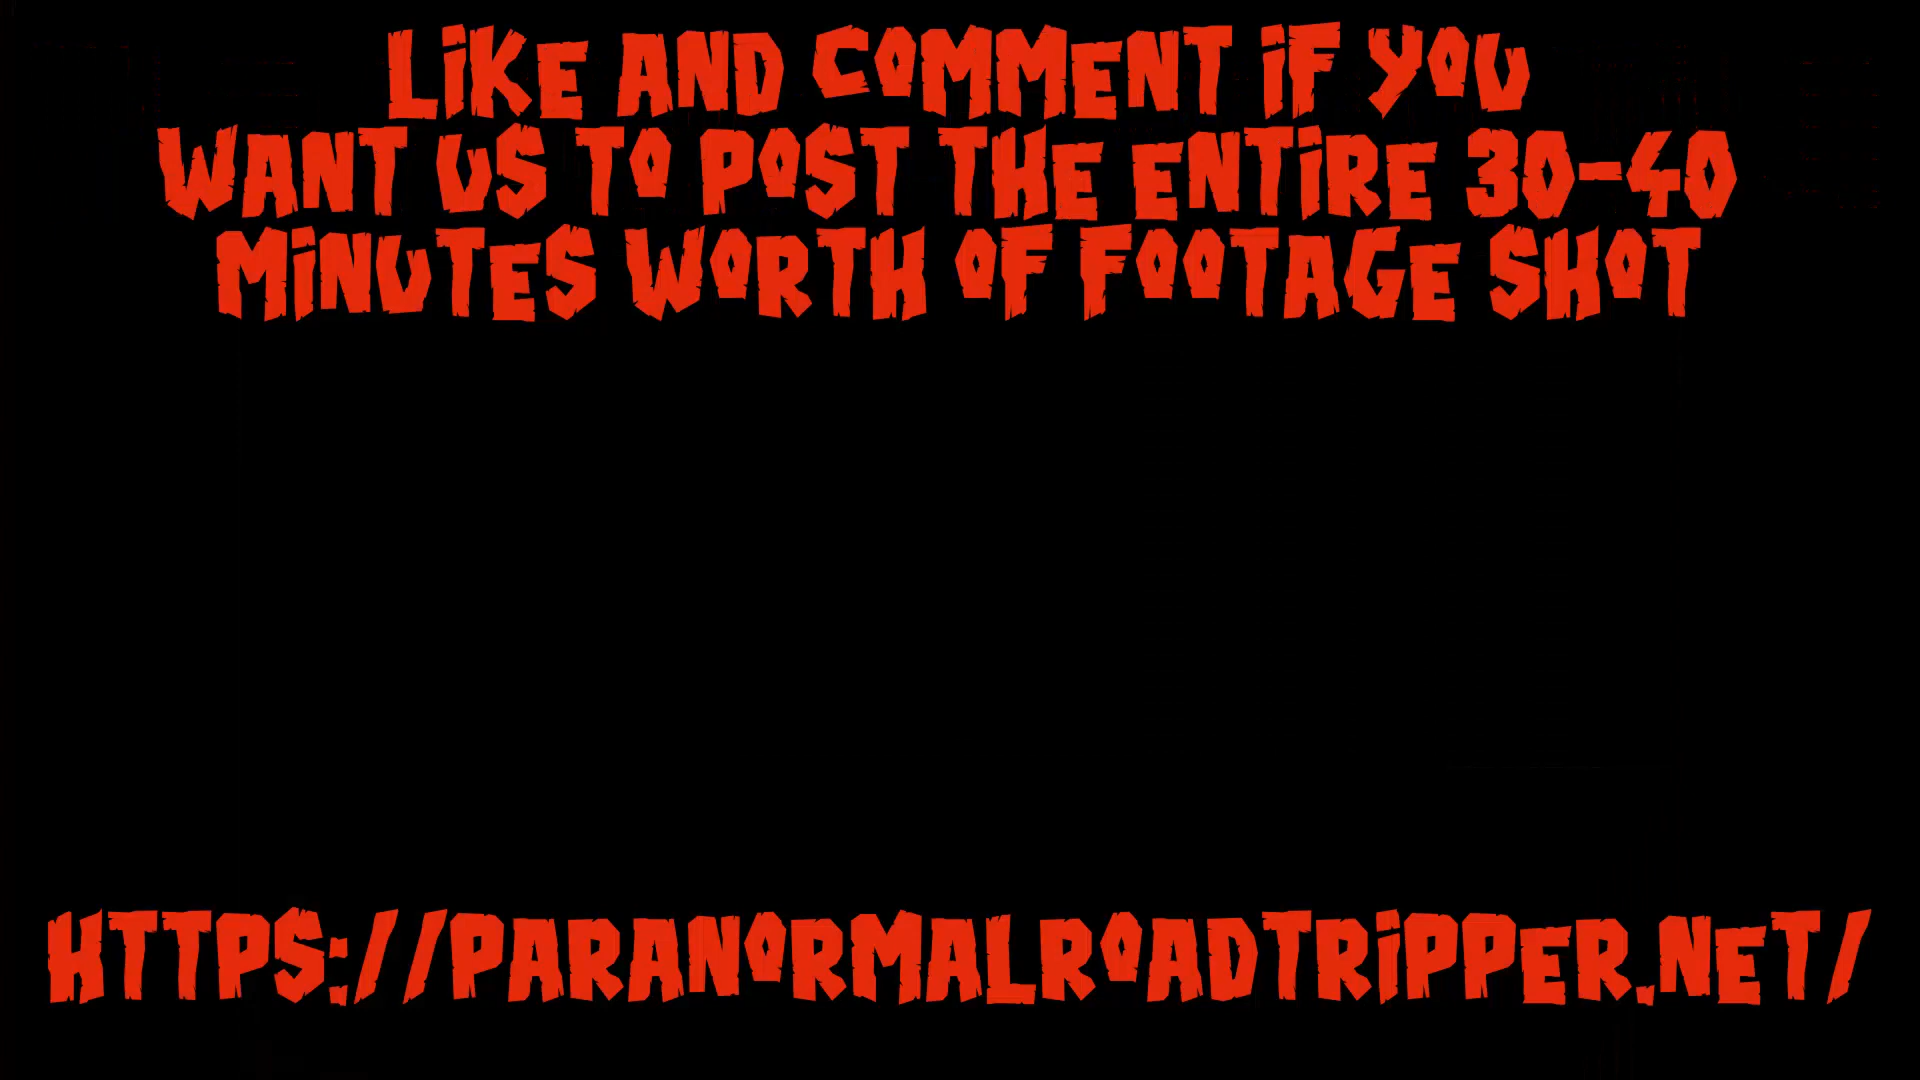 LiKE AND COMMENT iF YOU
WANT US TO POST THE ENTiRE 30-40
MiNUTES WORTH OF FOOTAGE SHOT
HTTPS://PARANORMALROADTRiPPER.NET/